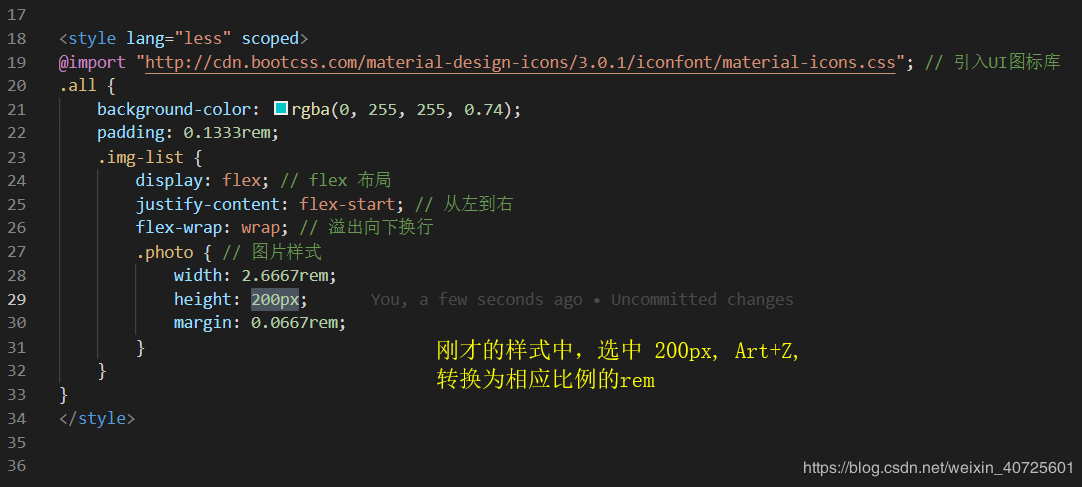 17
18 <style lang="less" scoped>
19 @import "http://cdn.bootcss.com/material-design-icons/3.0.1/iconfont/material-icons.css"; // 引入UI图标库
20 .all {
21 background-color: rgba(0, 255, 255, 0.74);
22 padding: 0.1333rem;
23 .img-list {
24 display: flex; // flex 布局
25 justify-content: flex-start; // 从左到右
26 flex-wrap: wrap; // 溢出向下换行
27 .photo { // 图片样式
28 width: 2.6667rem;
29 height: 200px; You, a few seconds ago • Uncommitted changes
30 margin: 0.0667rem;
31 }
32 }
33 }
34 </style>
35
36
刚才的样式中，选中 200px, Art+Z,
转换为相应比例的rem
https://blog.csdn.net/weixin_40725601